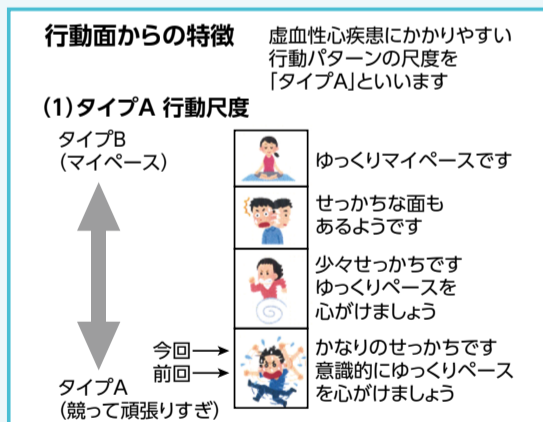 行動面からの特徴
虚血性心疾患にかかりやすい
行動パターンの尺度を
「タイプA」といいます
(1)タイプA 行動尺度
タイプB
(マイペース)
ゆっくりマイペースです
せっかちな面も
あるようです
少々せっかちです
ゆっくりペースを
心がけましょう
今回→
前回→
かなりのせっかちです
意識的にゆっくりペース
を心がけましょう
タイプA
(競って頑張りすぎ)